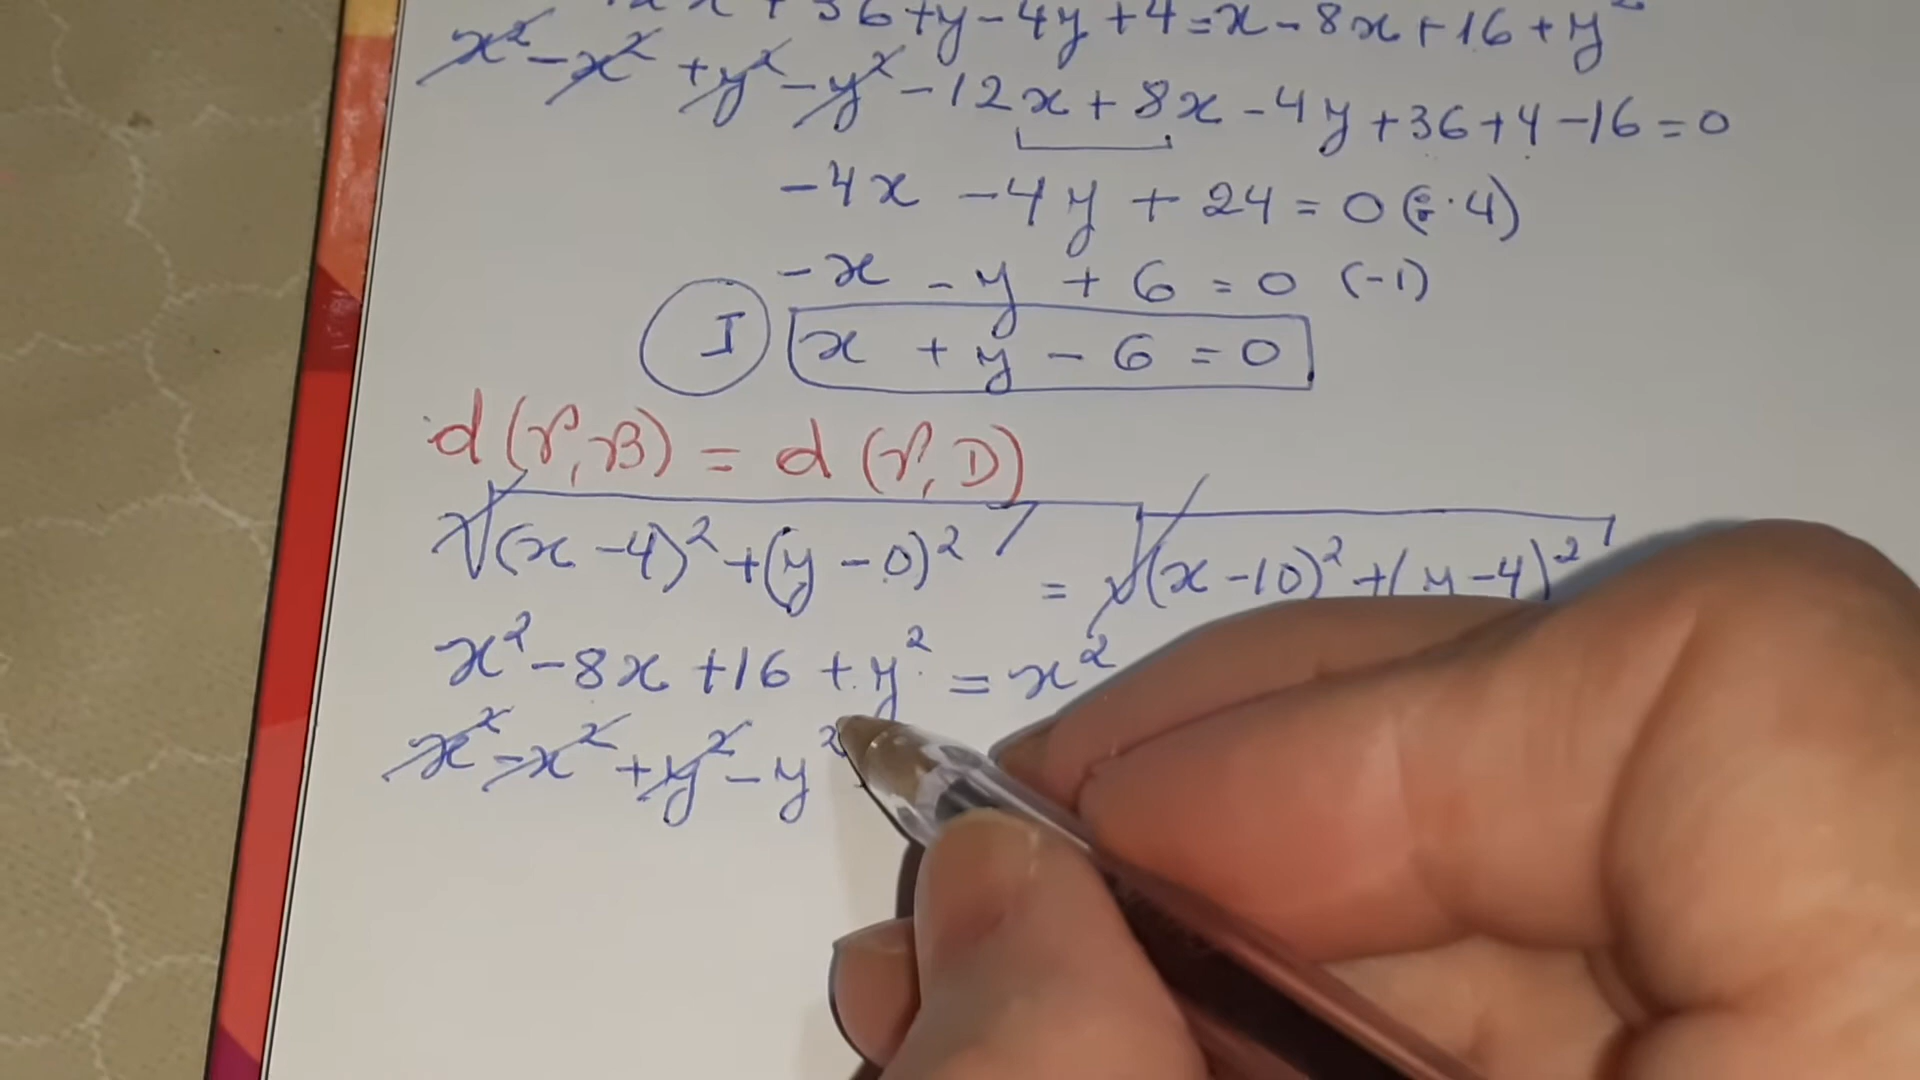 x + 36 + y - 4y + 4 = x - 8x + 16 + y²
x² - x² + y² - y² - 12x + 8x - 4y + 36 + 4 - 16 = 0
-4x - 4y + 24 = 0 (÷ 4)
-x - y + 6 = 0 (-1)
I x + y - 6 = 0
d(P, B) = d(P, D)
√(x - 4)² + (y - 0)² = √(x - 10)² + (y - 4)²
x² - 8x + 16 + y² = x²
x² - x² + y² - y²